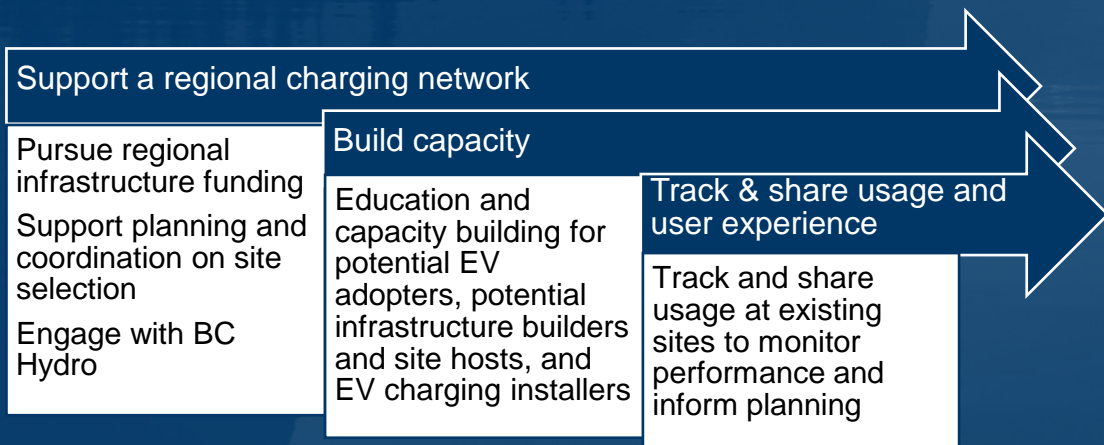 Support a regional charging network
Pursue regional
infrastructure funding
Support planning and
coordination on site
selection
Engage with BC
Hydro
Build capacity
Education and
capacity building for
potential EV
adopters, potential
infrastructure builders
and site hosts, and
EV charging installers
Track & share usage and
user experience
Track and share
usage at existing
sites to monitor
performance and
inform planning